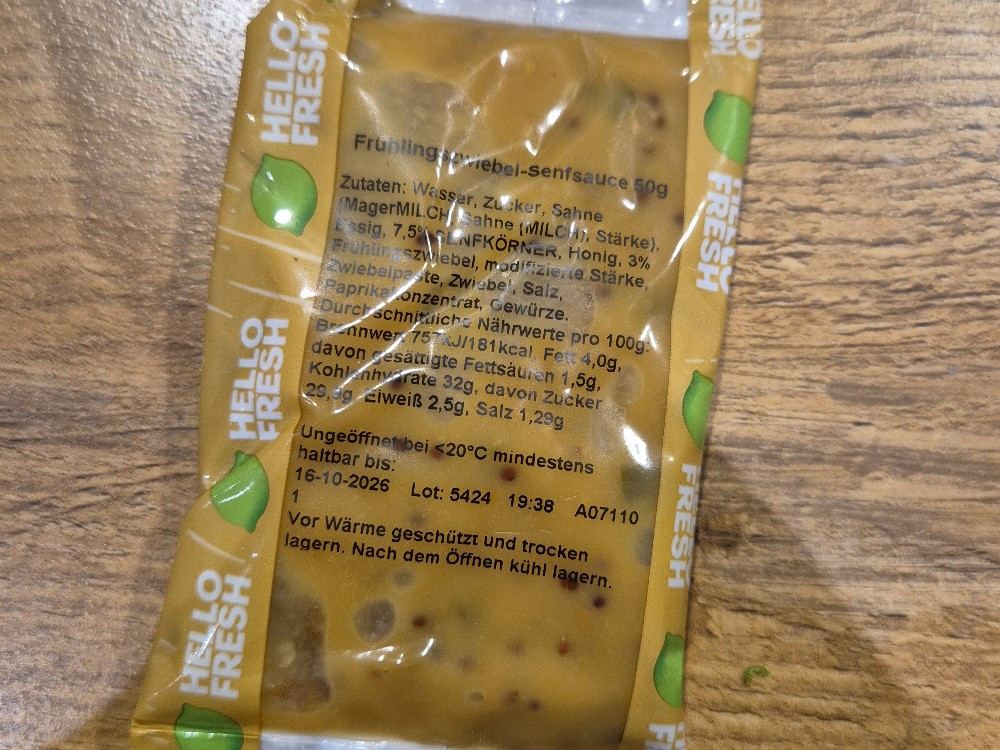 HELLO
FRESH
HELLO
FRESH
HELLO
FRESH
HELLO
FRESH
HELLO
FRESH
FRESH
F
Frühlingszwiebel-senfsauce 50g
Zutaten: Wasser, Zucker, Sahne
(MagerMILCH, Sahne (MILCH), Stärke),
Essig, 7,5% SENFKÖRNER, Honig, 3%
Frühlingszwiebel, modifizierte Stärke,
Zwiebelpaste, Zwiebel, Salz,
Paprikakonzentrat, Gewürze.
Durchschnittliche Nährwerte pro 100g:
Brennwert 757kJ/181kcal, Fett 4,0g,
davon gesättigte Fettsäuren 1,5g,
Kohlenhydrate 32g, davon Zucker
Eiweiß 2,5g, Salz 1,29g
Ungeöffnet bei <20°C mindestens
haltbar bis:
16-10-2026 Lot: 5424 19:38 A07110
1
Vor Wärme geschützt und trocken
lagern. Nach dem Öffnen kühl lagern.